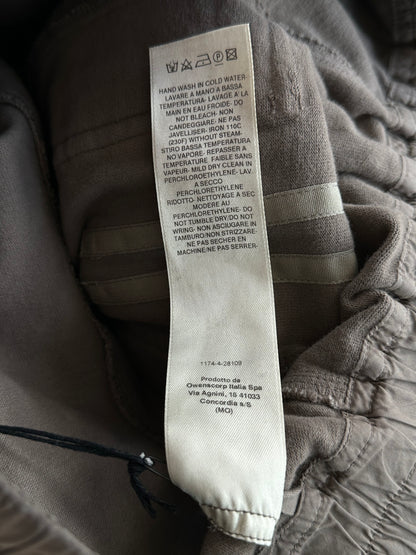 HAND WASH IN COLD WATER-
LAVARE A MANO A BASSA
TEMPERATURA- LAVAGE A LA
MAIN EN EAU FROIDE- DO
NOT BLEACH- NON
CANDEGGIARE- NE PAS
JAVELLISER- IRON 110C
(230F) WITHOUT STEAM-
STIRO BASSA TEMPERATURA
NO VAPORE- REPASSER A
TEMPERATURE FAIBLE SANS
VAPEUR- MILD DRY CLEAN IN
PERCHLOROETHYLENE- LAV
A SECCO
PERCHLOROETHYLENE
RIDOTTO- NETTOYAGE A SEC
MODERE AU
PERCHLOROETHYLENE- DO
NOT TUMBLE DRY/DO NOT
WRING- NON ASCIUGARE IN
TAMBURO/NON STRIZZARE-
NE PAS SECHER EN
MACHINE/NE PAS ESSORER-
1174-4-28109
Prodotto da
Owenscorp Italia Spa
Via Agnini, 16 41033
Concordia s/S
(MO)